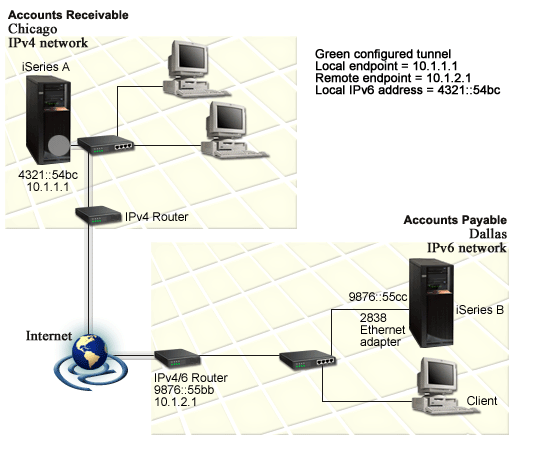 Accounts Receivable
Chicago
IPv4 network
iSeries A
4321::54bc
10.1.1.1
IPv4 Router
Green configured tunnel
Local endpoint = 10.1.1.1
Remote endpoint = 10.1.2.1
Local IPv6 address = 4321::54bc
Accounts Payable
Dallas
IPv6 network
9876::55cc
iSeries B
2838
Ethernet
adapter
Internet
IPv4/6 Router
9876::55bb
10.1.2.1
Client